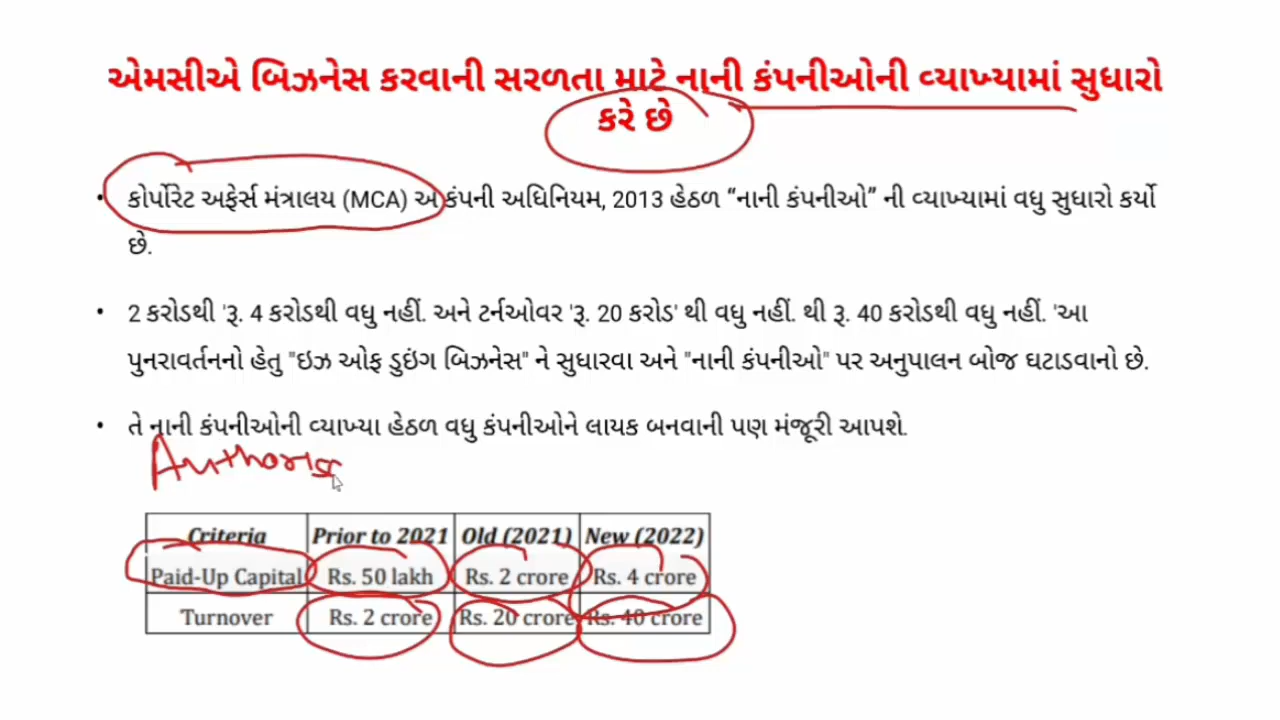 એમસીએ બિઝનેસ કરવાની સરળતા માટે નાની કંપનીઓની વ્યાખ્યામાં સુધારો
કરે છે
• કોર્પોરેટ અફેર્સ મંત્રાલય (MCA) એ કંપની અધિનિયમ, 2013 હેઠળ “નાની કંપનીઓ” ની વ્યાખ્યામાં વધુ સુધારો કર્યો
છે.
• 2 કરોડથી 'રૂ. 4 કરોડથી વધુ નહીં. અને ટર્નઓવર 'રૂ. 20 કરોડ' થી વધુ નહીં. થી રૂ. 40 કરોડથી વધુ નહીં. 'આ
પુનરાવર્તનનો હેતુ "ઇઝ ઓફ ડુઇંગ બિઝનેસ" ને સુધારવા અને "નાની કંપનીઓ" પર અનુપાલન બોજ ઘટાડવાનો છે.
• તે નાની કંપનીઓની વ્યાખ્યા હેઠળ વધુ કંપનીઓને લાયક બનવાની પણ મંજૂરી આપશે.
Criteria Prior to 2021 Old (2021) New (2022)
Paid-Up Capital Rs. 50 lakh Rs. 2 crore Rs. 4 crore
Turnover Rs. 2 crore Rs. 20 crore Rs. 40 crore